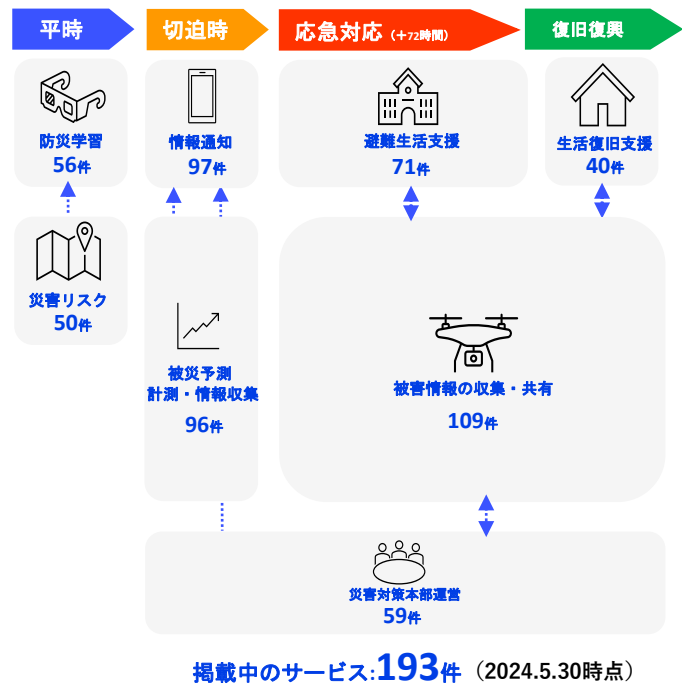 平時
切迫時
応急対応（＋72時間）
復旧復興
防災学習
56件
情報通知
97件
避難生活支援
71件
生活復旧支援
40件
災害リスク
50件
被災予測
計測・情報収集
96件
被害情報の収集・共有
109件
災害対策本部運営
59件
掲載中のサービス:193件（2024.5.30時点）